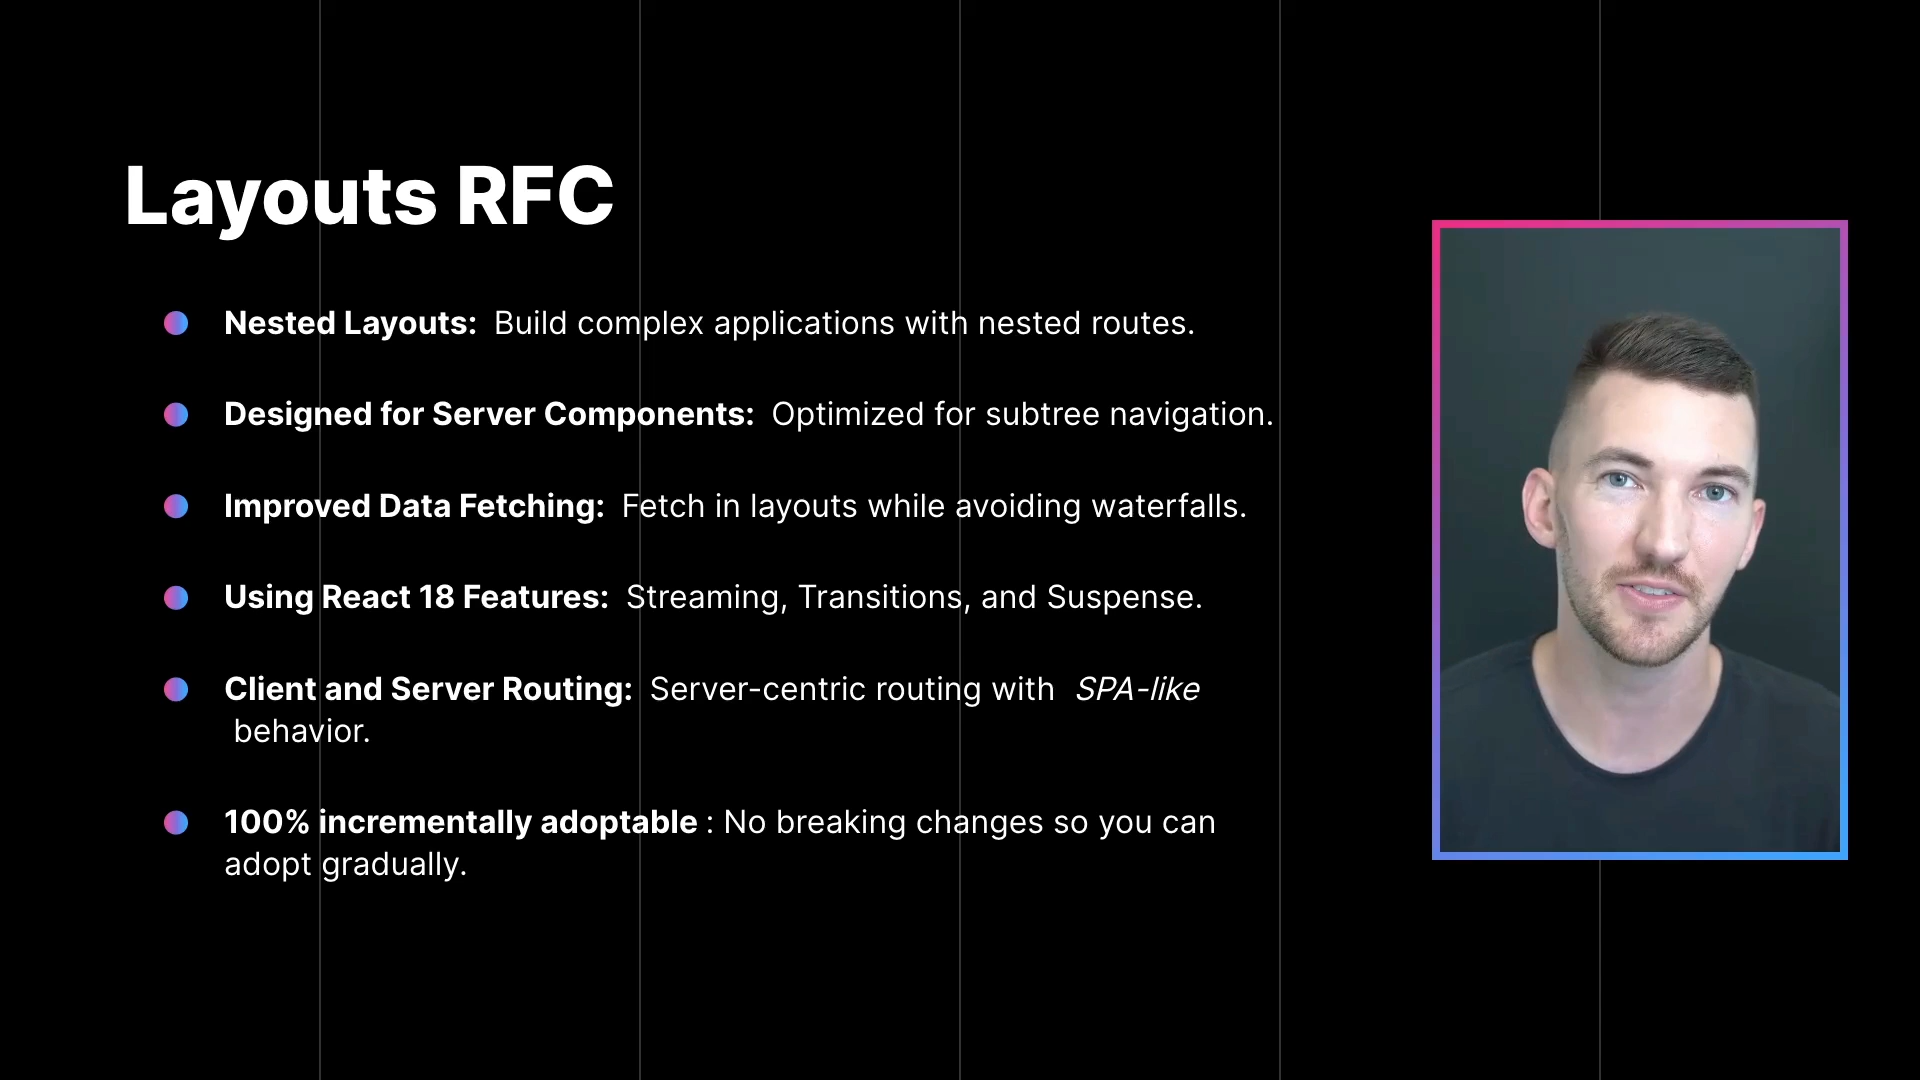 Layouts RFC
Nested Layouts: Build complex applications with nested routes.
Designed for Server Components: Optimized for subtree navigation.
Improved Data Fetching: Fetch in layouts while avoiding waterfalls.
Using React 18 Features: Streaming, Transitions, and Suspense.
Client and Server Routing: Server-centric routing with SPA-like
behavior.
100% incrementally adoptable : No breaking changes so you can
adopt gradually.